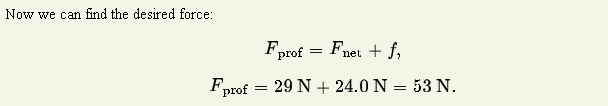 Now we can find the desired force:
F_prof = F_net + f,
F_prof = 29 N + 24.0 N = 53 N.